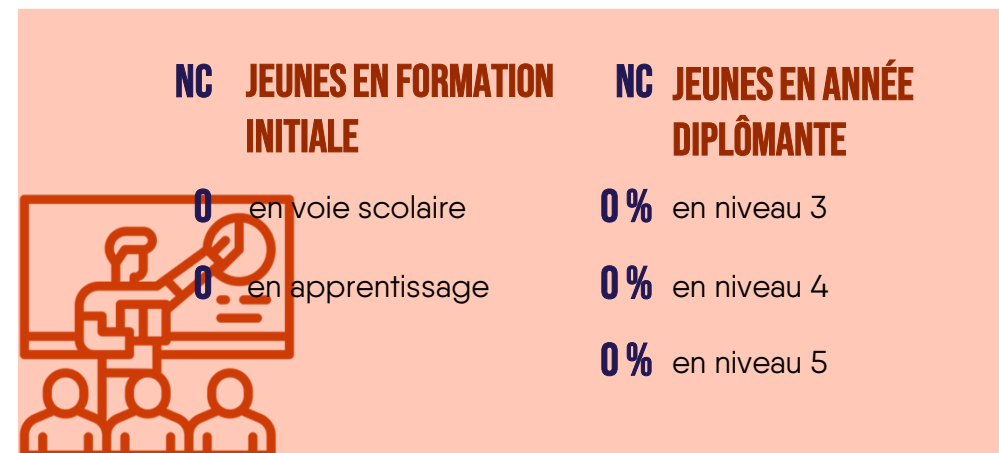 NC JEUNES EN FORMATION
INITIALE
0 en voie scolaire
0 en apprentissage
NC JEUNES EN ANNÉE
DIPLÔMANTE
0 % en niveau 3
0 % en niveau 4
0 % en niveau 5